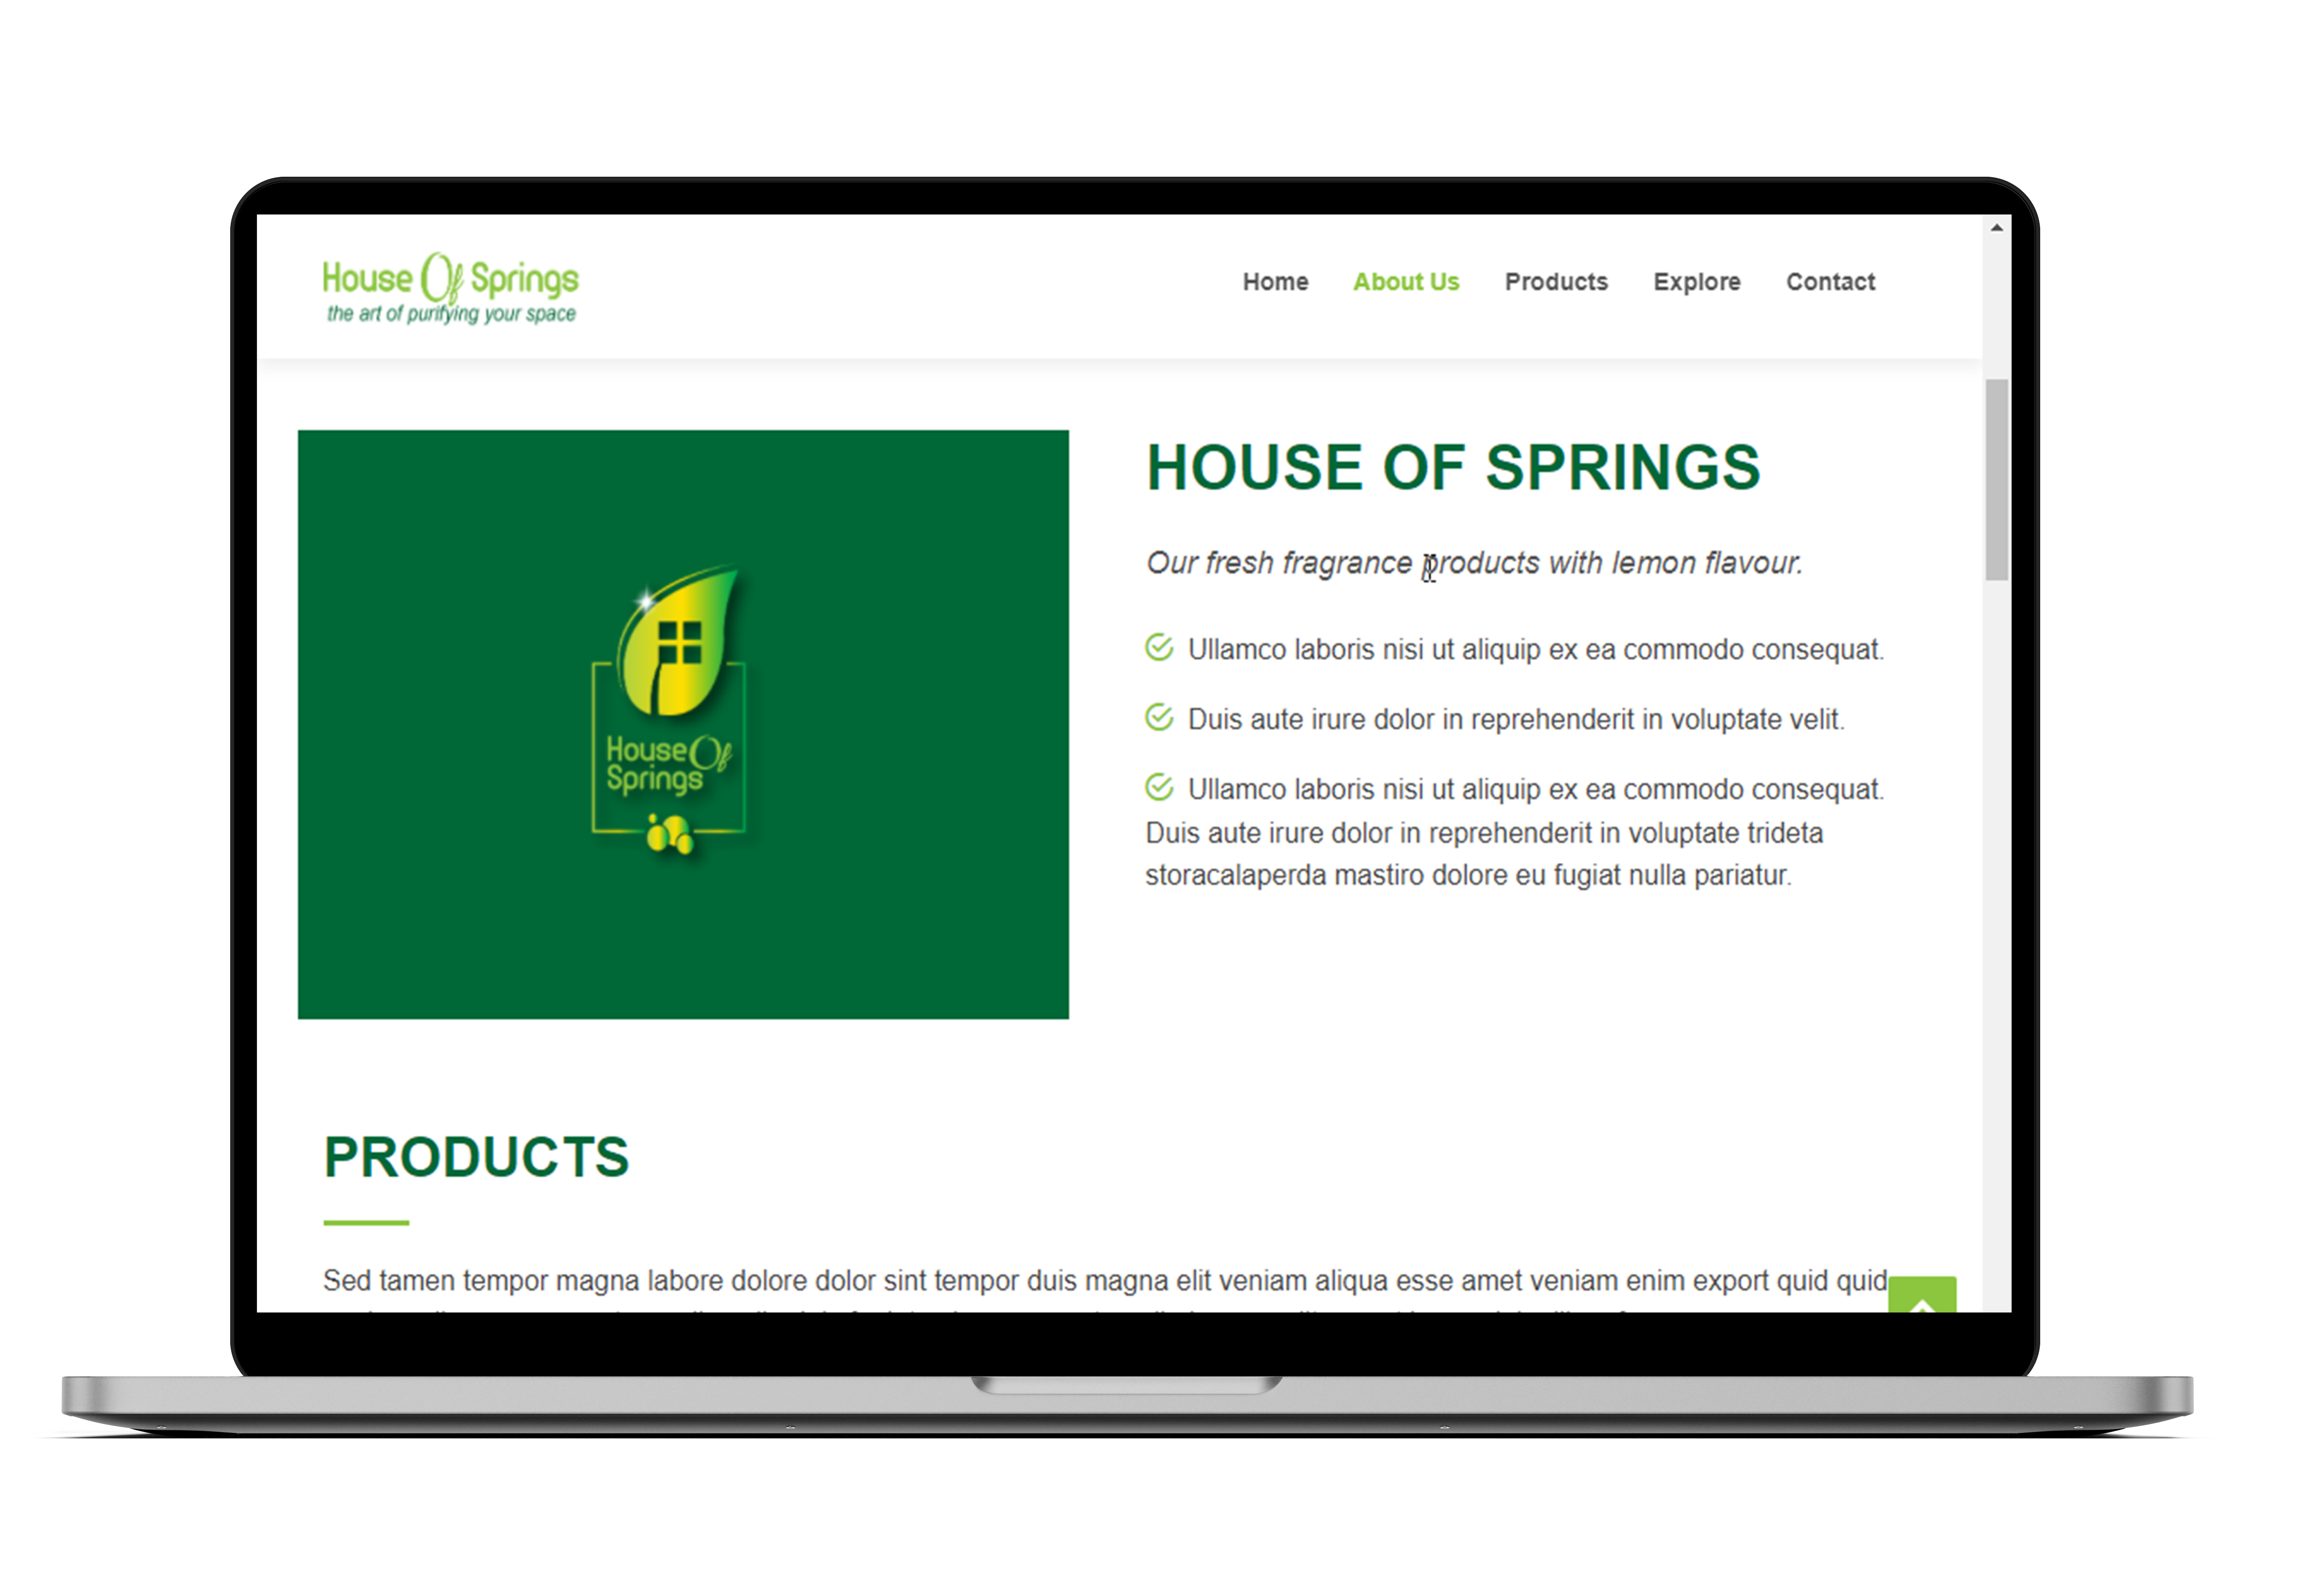 House Of Springs
the art of purifying your space
Home About Us Products Explore Contact
House Of
Springs
HOUSE OF SPRINGS
Our fresh fragrance products with lemon flavour.
Ullamco laboris nisi ut aliquip ex ea commodo consequat.
Duis aute irure dolor in reprehenderit in voluptate velit.
Ullamco laboris nisi ut aliquip ex ea commodo consequat.
Duis aute irure dolor in reprehenderit in voluptate trideta
storacalaperda mastiro dolore eu fugiat nulla pariatur.
PRODUCTS
Sed tamen tempor magna labore dolore dolor sint tempor duis magna elit veniam aliqua esse amet veniam enim export quid quid